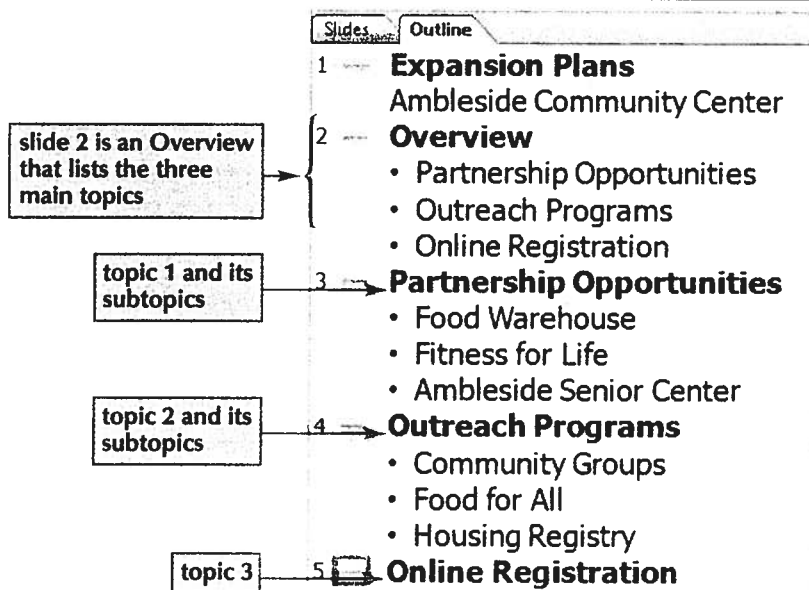 Slides Outline
1 Expansion Plans
Ambleside Community Center
slide 2 is an Overview
that lists the three
main topics
2 Overview
• Partnership Opportunities
• Outreach Programs
• Online Registration
topic 1 and its
subtopics
3 Partnership Opportunities
• Food Warehouse
• Fitness for Life
• Ambleside Senior Center
topic 2 and its
subtopics
4 Outreach Programs
• Community Groups
• Food for All
• Housing Registry
topic 3
5 Online Registration